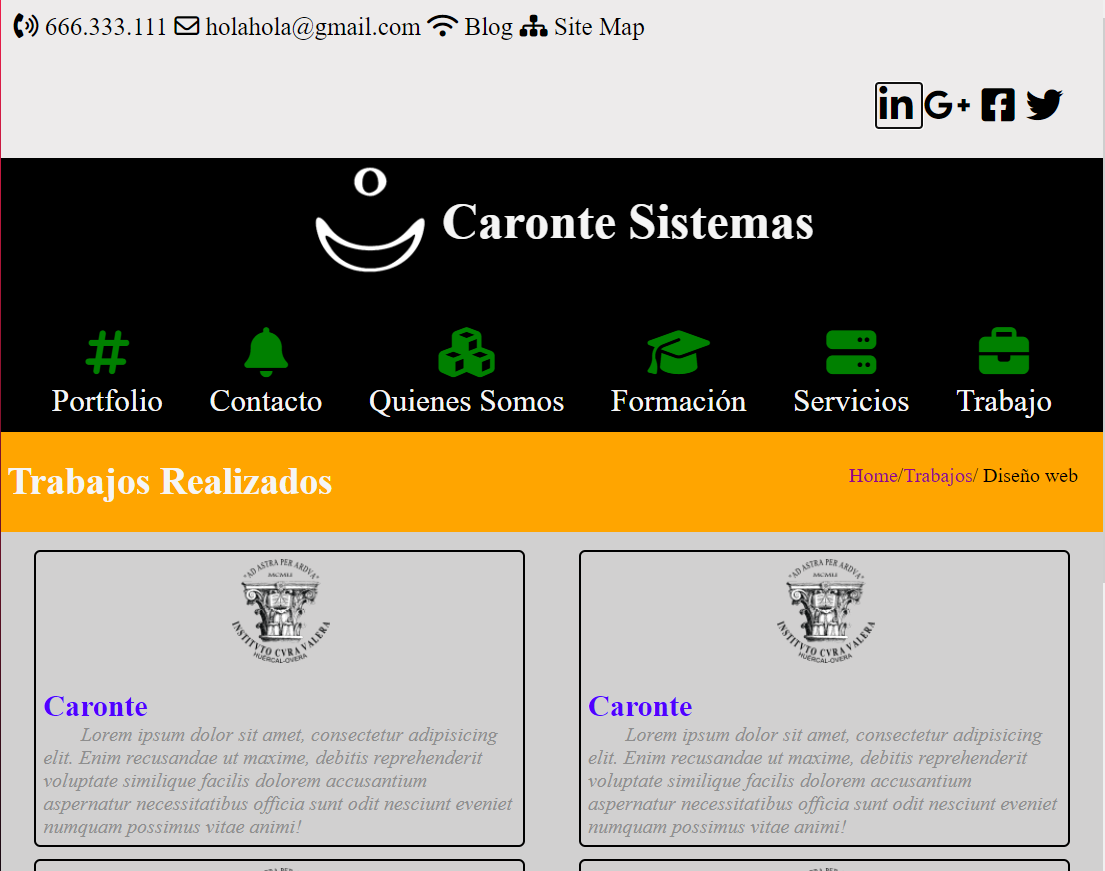 666.333.111 holahola@gmail.com Blog Site Map
in G+
Caronte Sistemas
Portfolio Contacto Quienes Somos Formación Servicios Trabajo
Trabajos Realizados
Home/Trabajos/ Diseño web
"AD ASTRA PER ARDVA"
MCMLI
INSTITVTO CVRA VALERA
HUERCAL-OVERA
Caronte
Lorem ipsum dolor sit amet, consectetur adipisicing
elit. Enim recusandae ut maxime, debitis reprehenderit
voluptate similique facilis dolorem accusantium
aspernatur necessitatibus officia sunt odit nesciunt eveniet
numquam possimus vitae animi!
"AD ASTRA PER ARDVA"
MCMLI
INSTITVTO CVRA VALERA
HUERCAL-OVERA
Caronte
Lorem ipsum dolor sit amet, consectetur adipisicing
elit. Enim recusandae ut maxime, debitis reprehenderit
voluptate similique facilis dolorem accusantium
aspernatur necessitatibus officia sunt odit nesciunt eveniet
numquam possimus vitae animi!